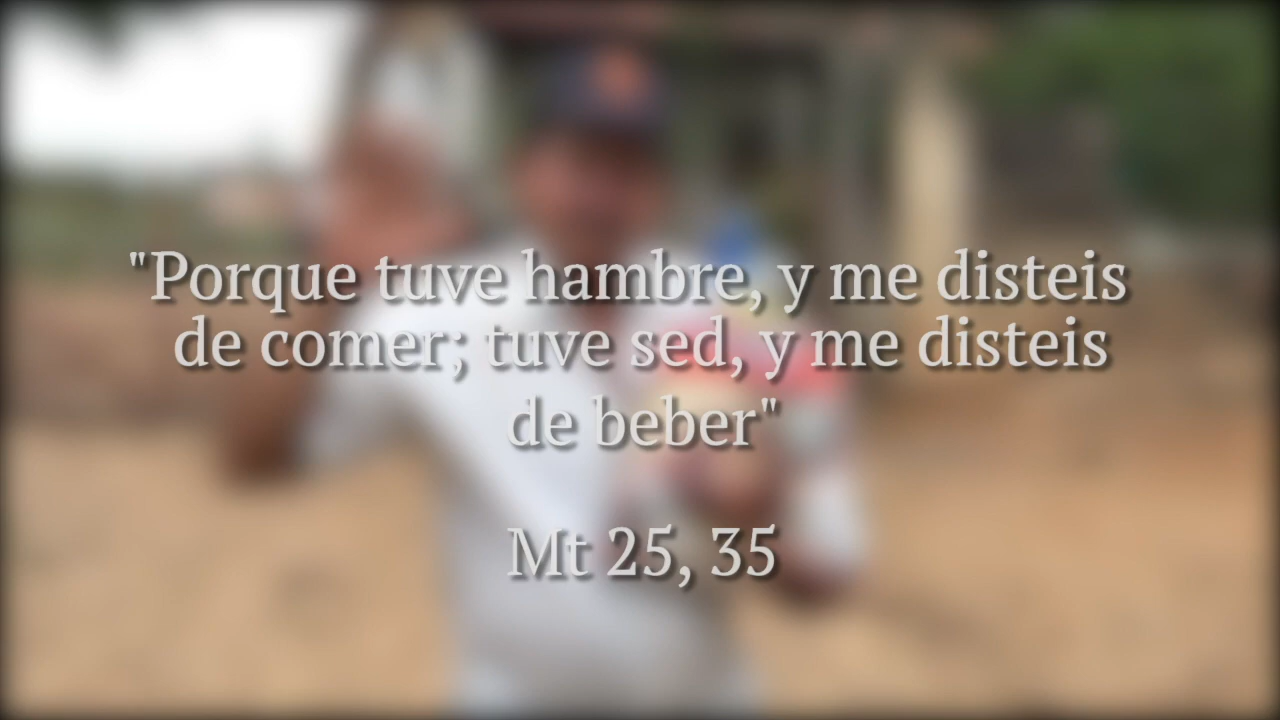 "Porque tuve hambre, y me disteis
de comer; tuve sed, y me disteis
de beber"
Mt 25, 35